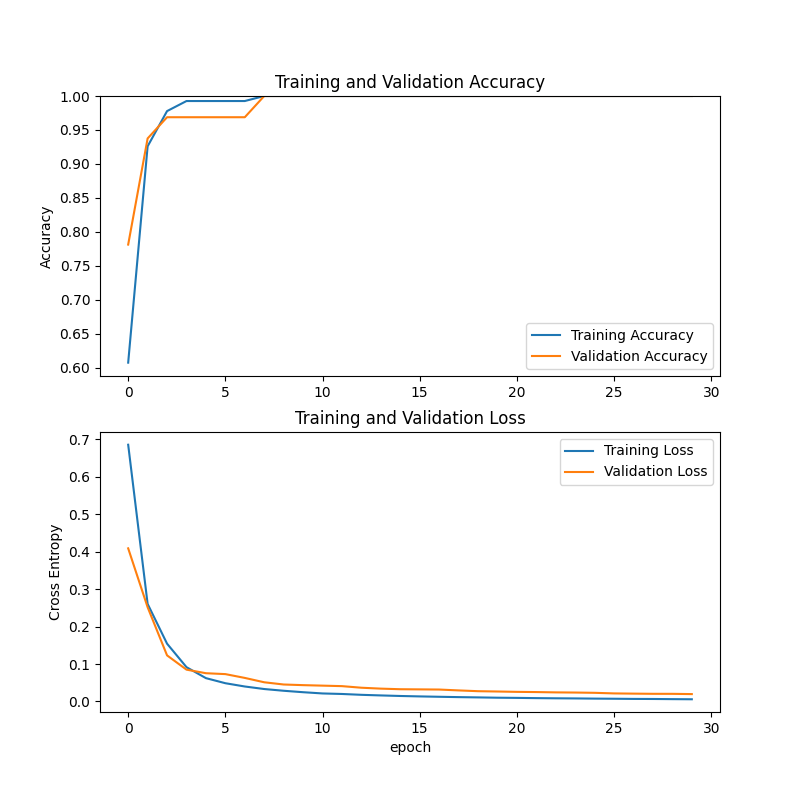 Training and Validation Accuracy
1.00
0.95
0.90
0.85
0.80
0.75
0.70
0.65
0.60
Accuracy
Training Accuracy
Validation Accuracy
0 5 10 15 20 25 30
Training and Validation Loss
0.7
0.6
0.5
0.4
0.3
0.2
0.1
0.0
Cross Entropy
Training Loss
Validation Loss
0 5 10 15 20 25 30
epoch